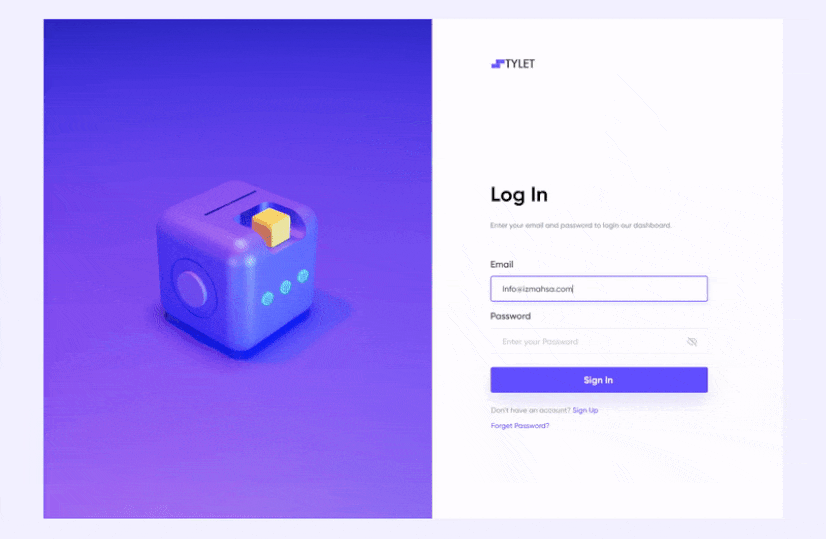 TYLET
Log In
Enter your email and password to login our dashboard.
Email
Info@izmahsa.com
Password
Enter your Password
Sign In
Don't have an account? Sign Up
Forget Password?